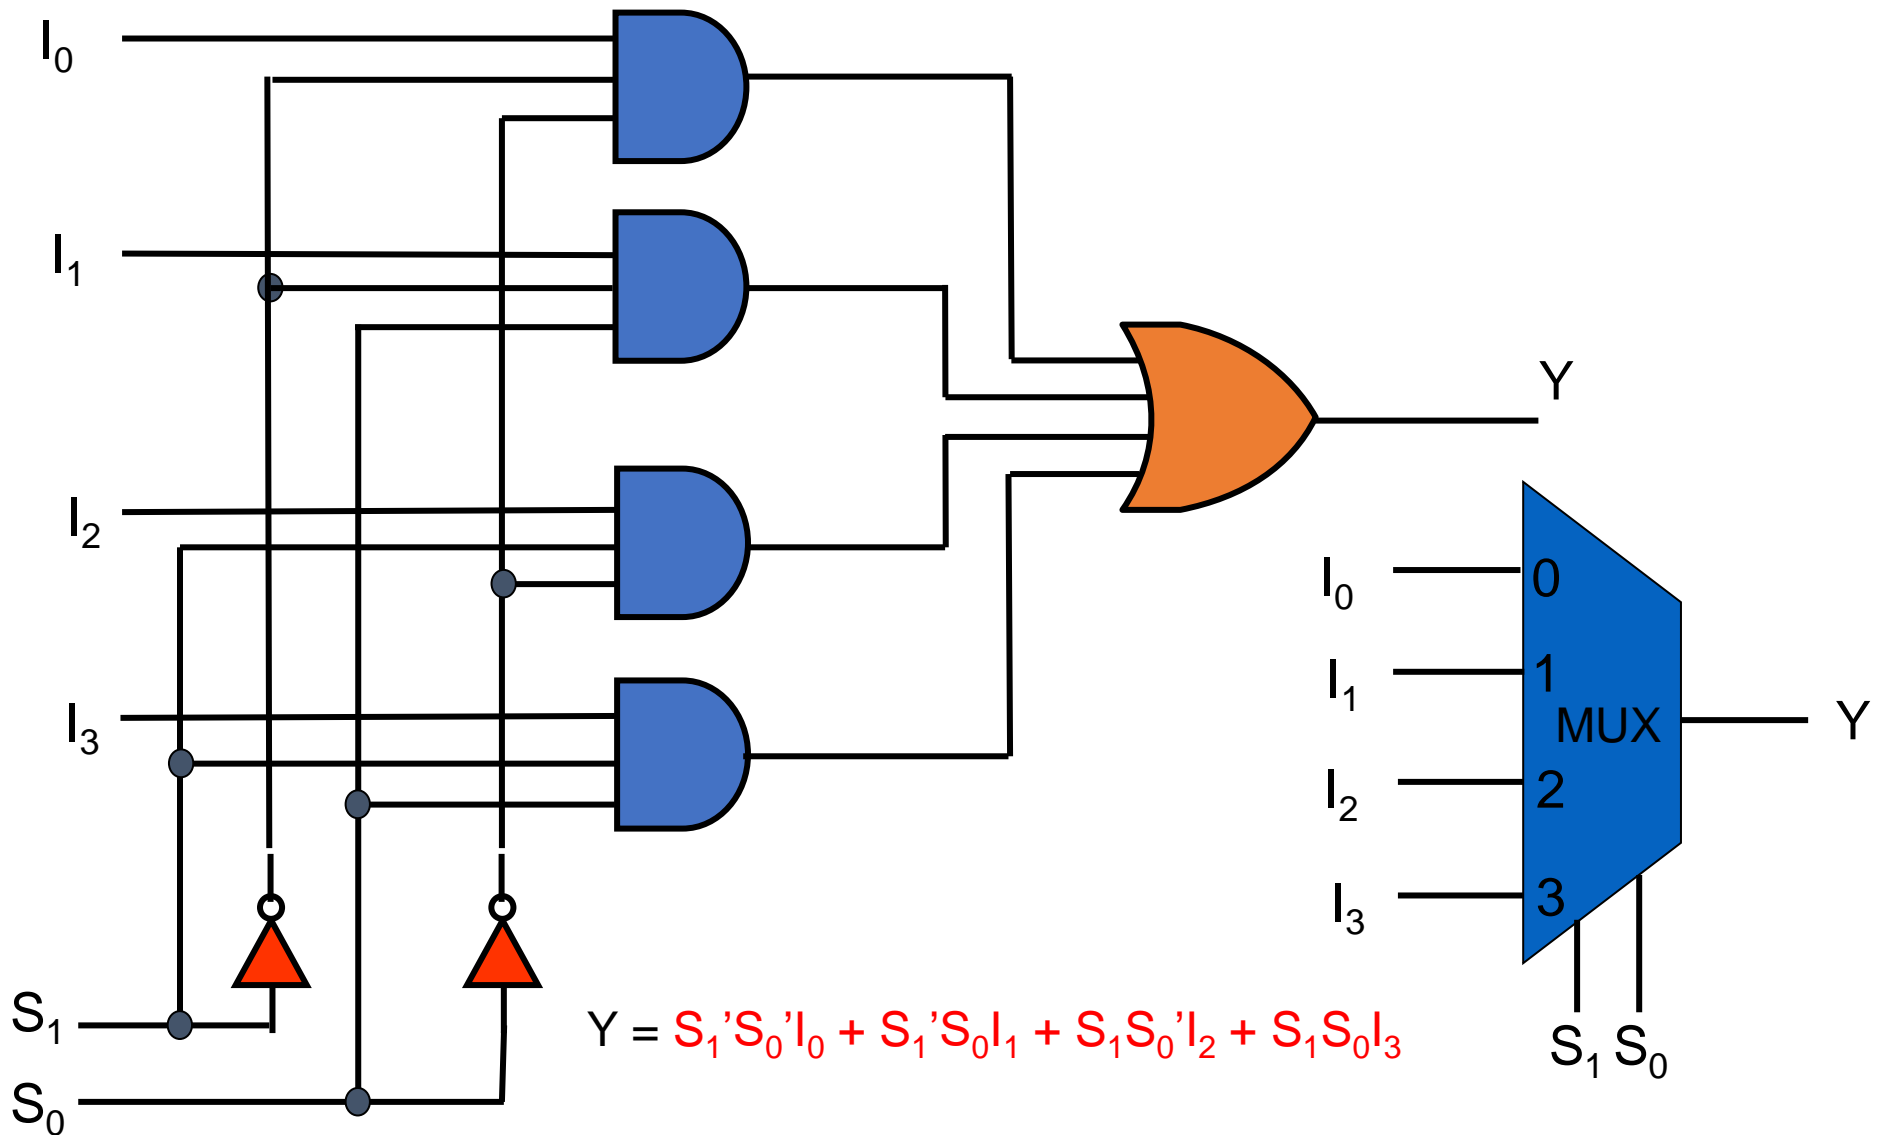 I₀
I₁
I₂
I₃
S₁
S₀
Y
Y = S₁’S₀’I₀ + S₁’S₀I₁ + S₁S₀’I₂ + S₁S₀I₃
I₀
0
I₁
1
MUX
Y
I₂
2
I₃
3
S₁ S₀